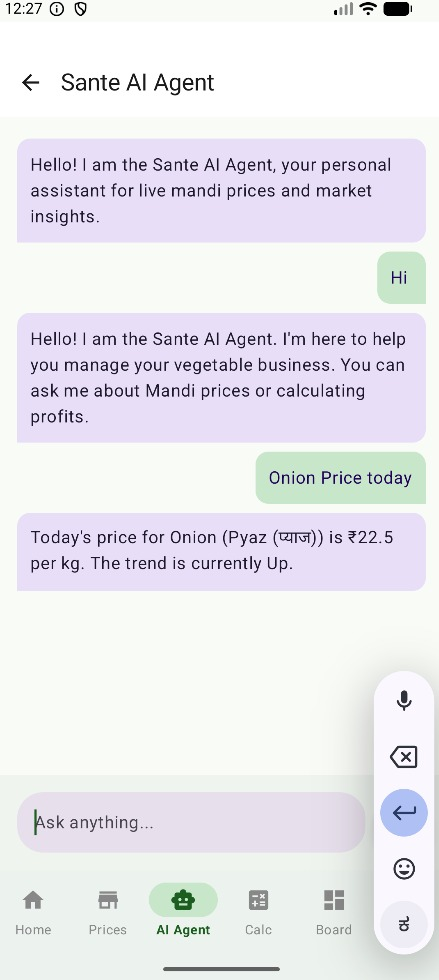 12:27
Sante AI Agent
Hello! I am the Sante AI Agent, your personal
assistant for live mandi prices and market
insights.
Hi
Hello! I am the Sante AI Agent. I'm here to help
you manage your vegetable business. You can
ask me about Mandi prices or calculating
profits.
Onion Price today
Today's price for Onion (Pyaz (प्याज)) is ₹22.5
per kg. The trend is currently Up.
Ask anything...
ಕ
Home Prices AI Agent Calc Board